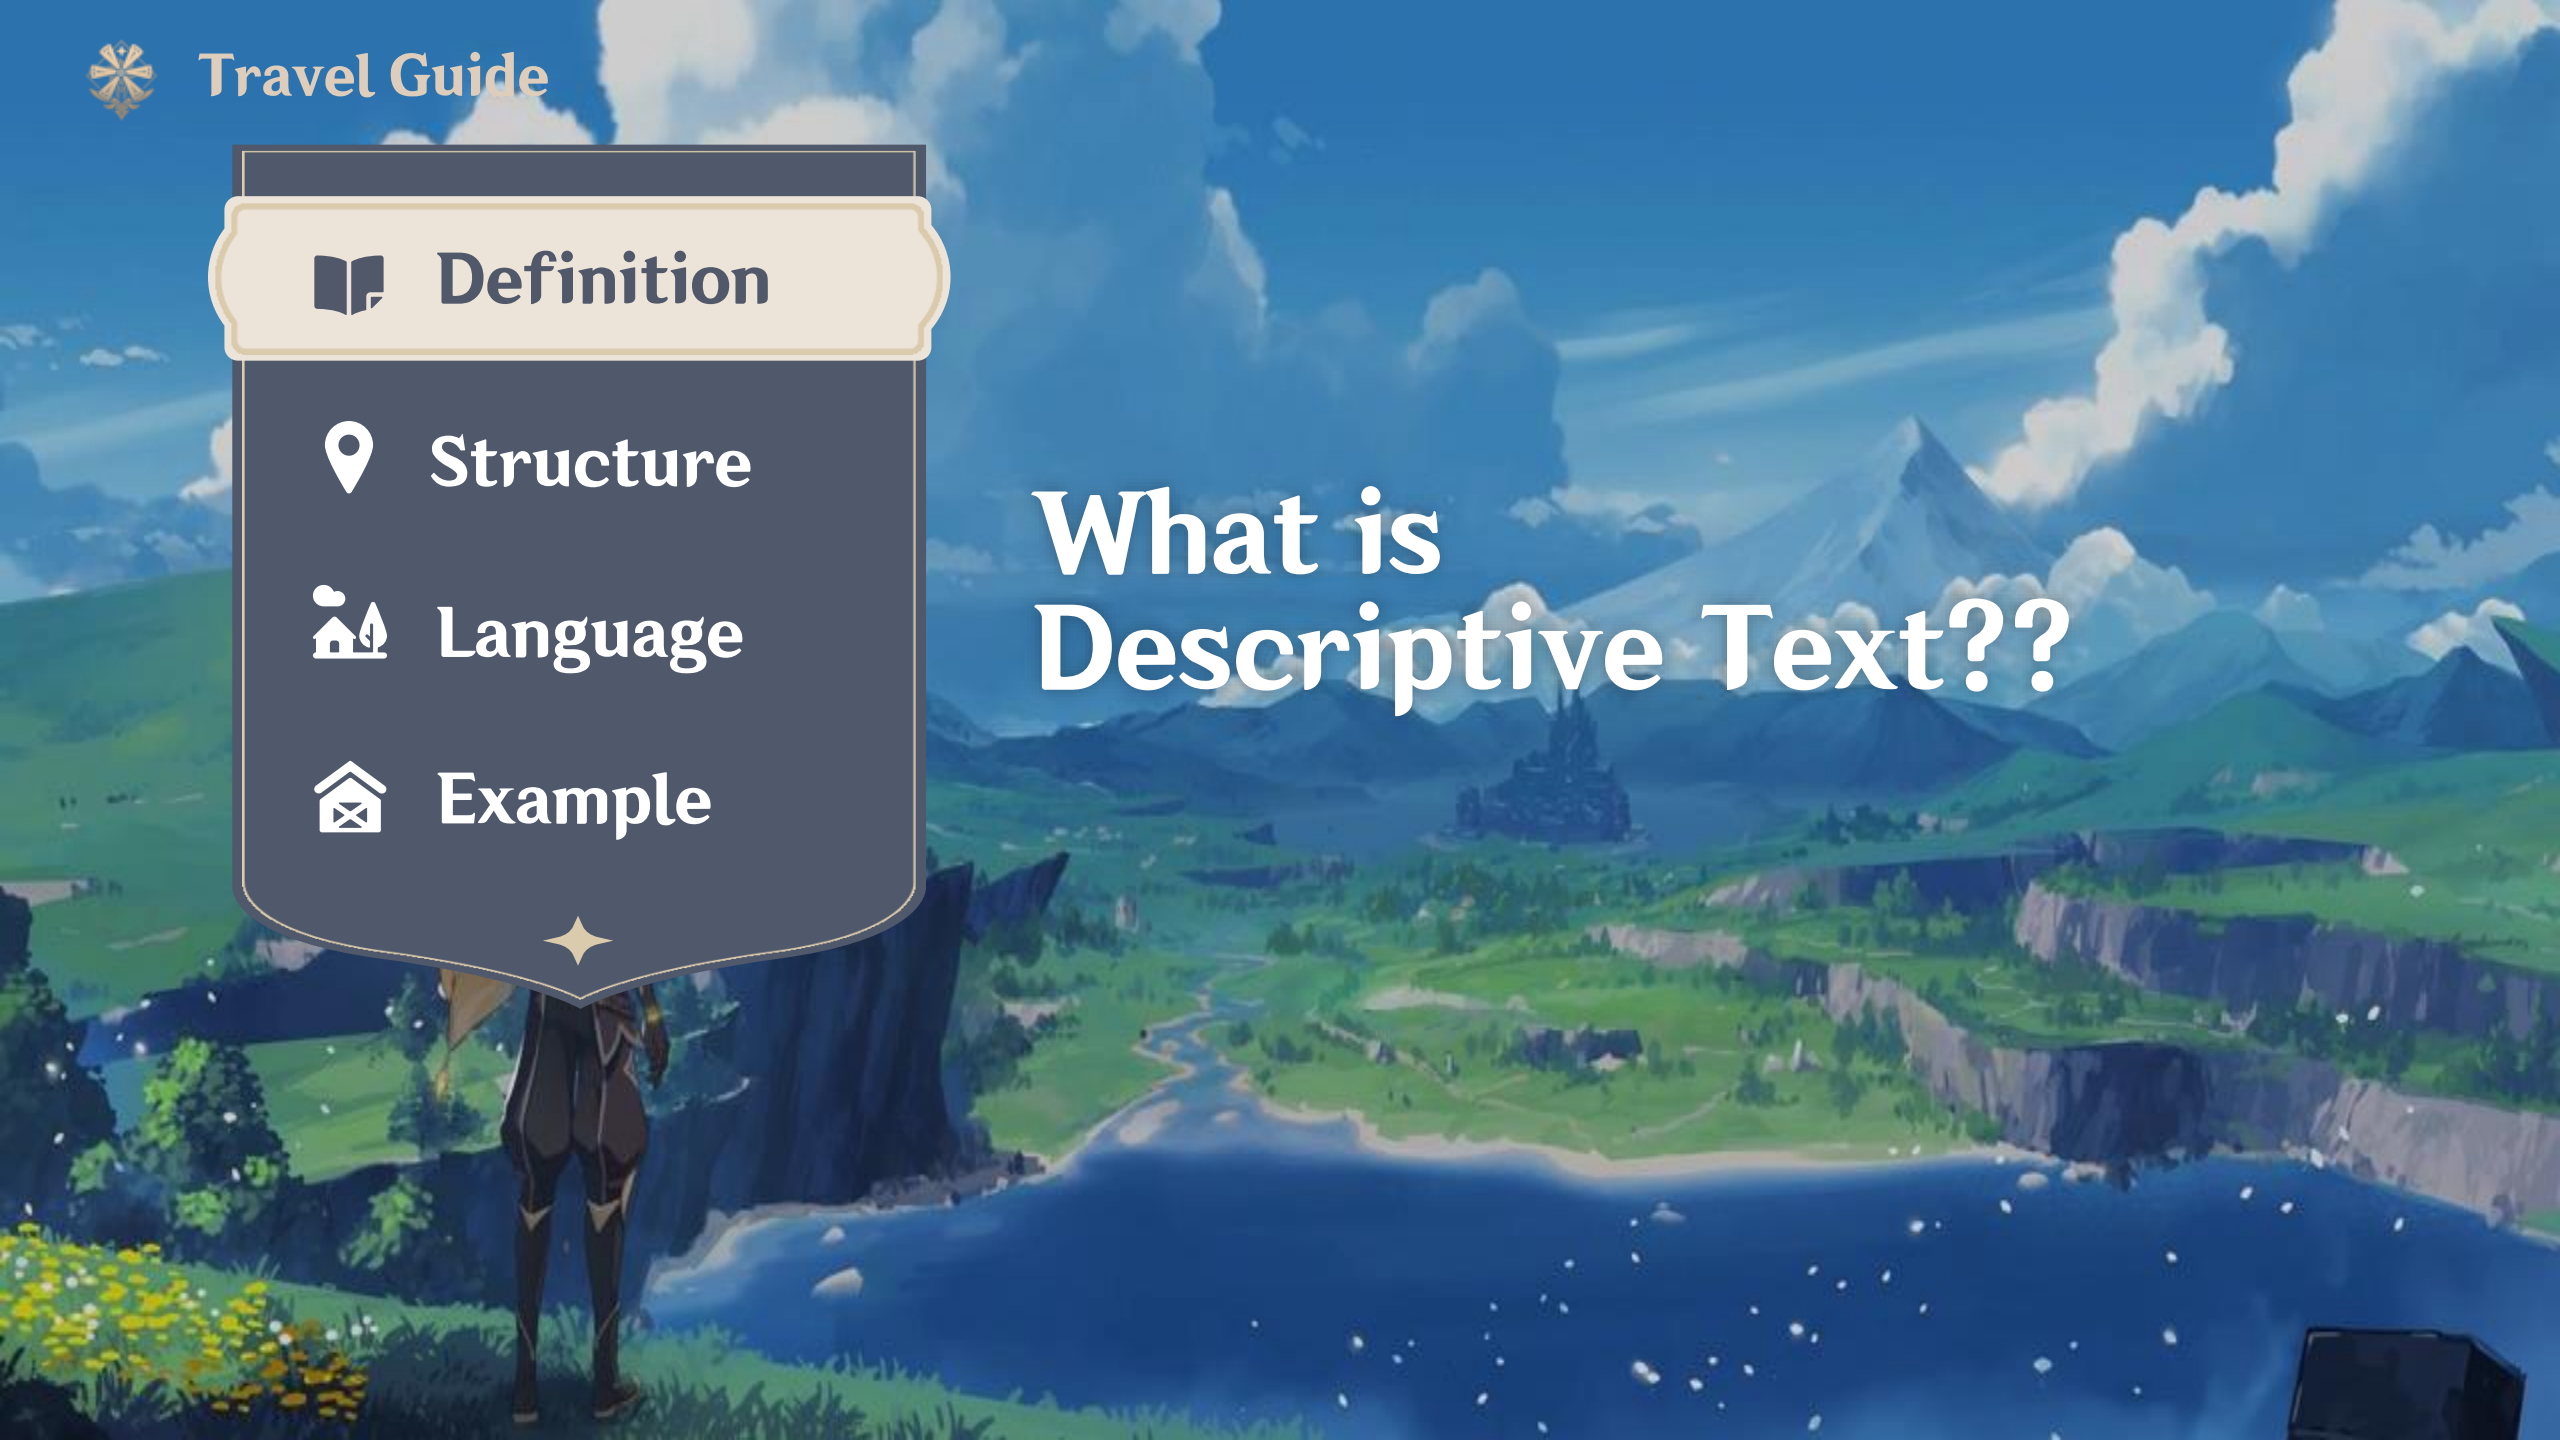 Travel Guide
Definition
Structure
Language
Example
What is
Descriptive Text??